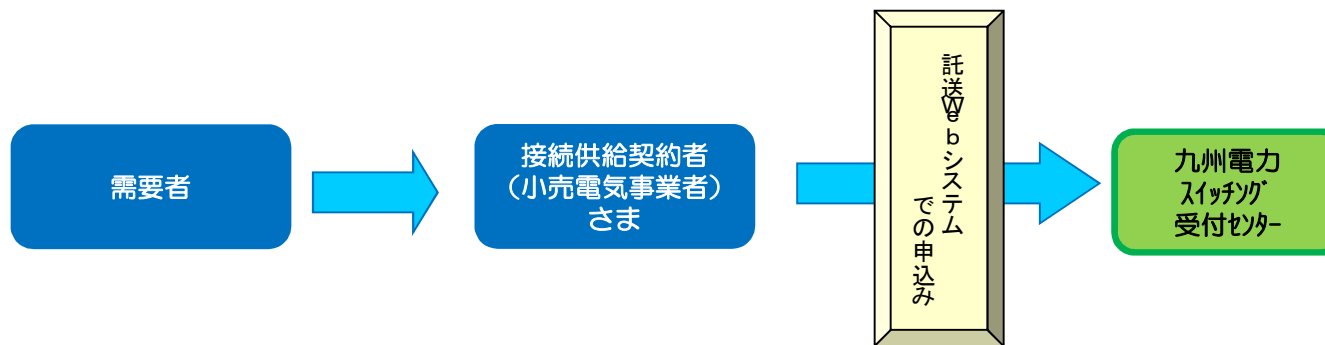 需要者
接続供給契約者
（小売電気事業者）
さま
託送Ｗｅｂシステム
での申込み
九州電力
ｽｲｯﾁﾝｸﾞ
受付ｾﾝﾀｰ